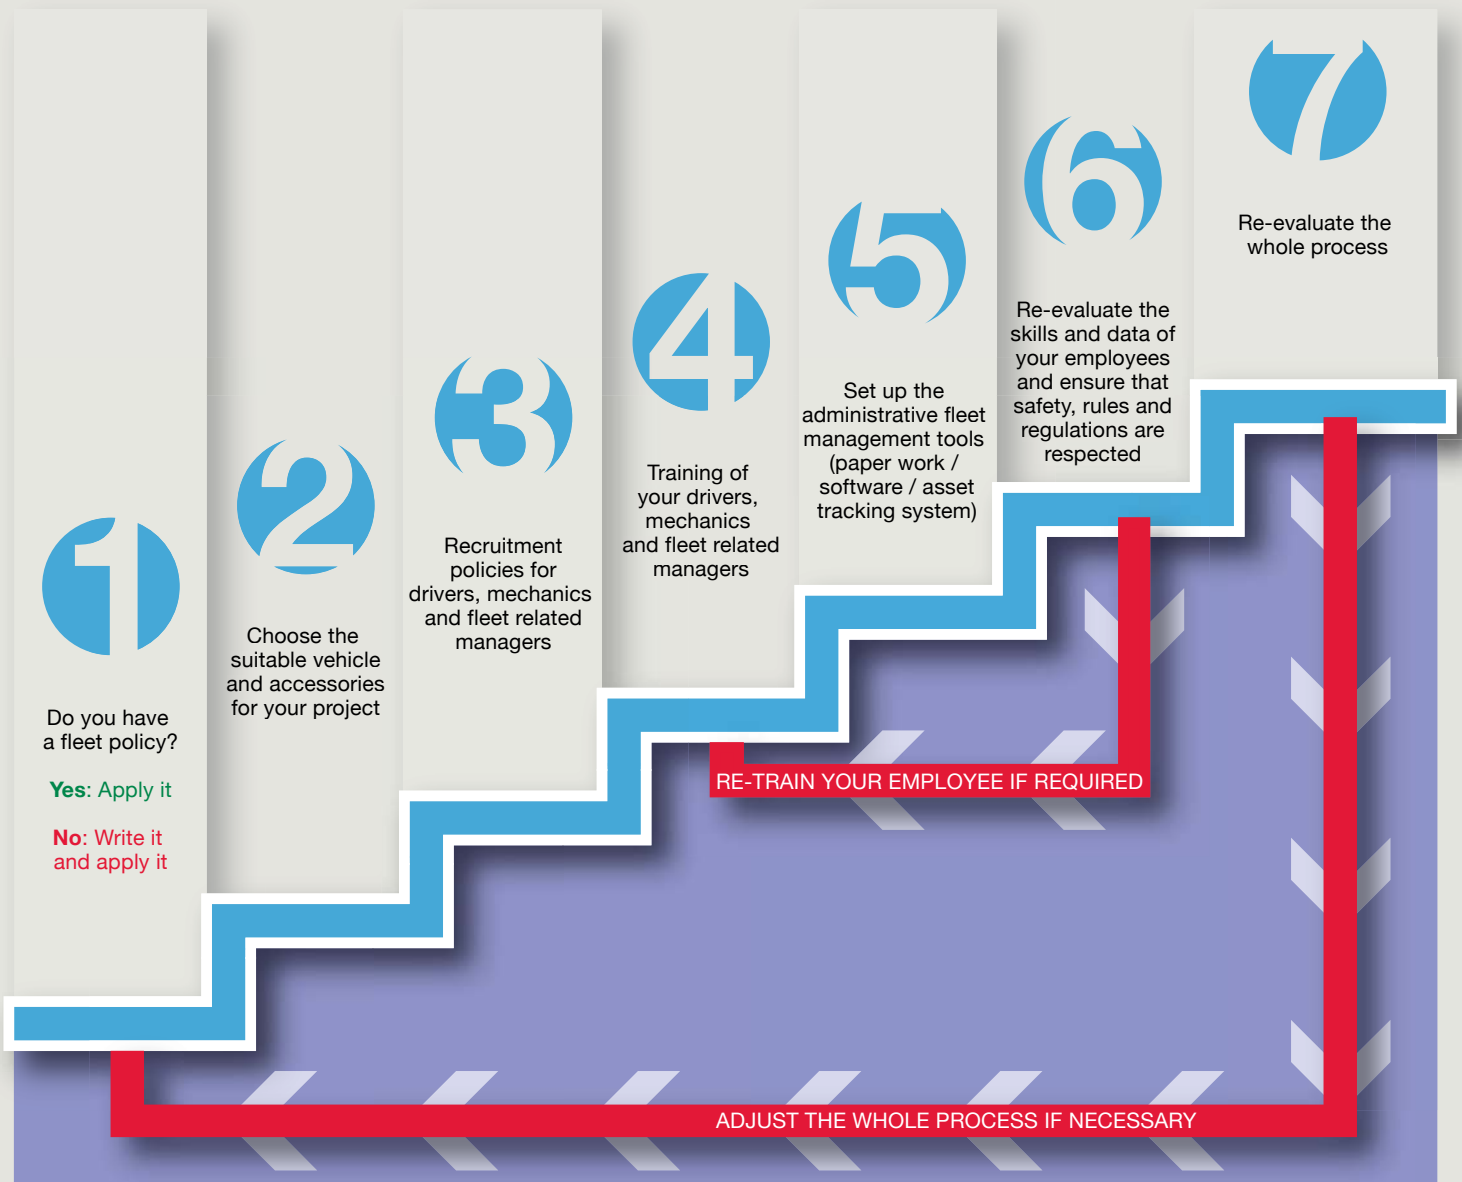 1
Do you have
a fleet policy?
Yes: Apply it
No: Write it
and apply it
2
Choose the
suitable vehicle
and accessories
for your project
3
Recruitment
policies for
drivers, mechanics
and fleet related
managers
4
Training of
your drivers,
mechanics
and fleet related
managers
5
Set up the
administrative fleet
management tools
(paper work /
software / asset
tracking system)
6
Re-evaluate the
skills and data of
your employees
and ensure that
safety, rules and
regulations are
respected
7
Re-evaluate the
whole process
RE-TRAIN YOUR EMPLOYEE IF REQUIRED
ADJUST THE WHOLE PROCESS IF NECESSARY